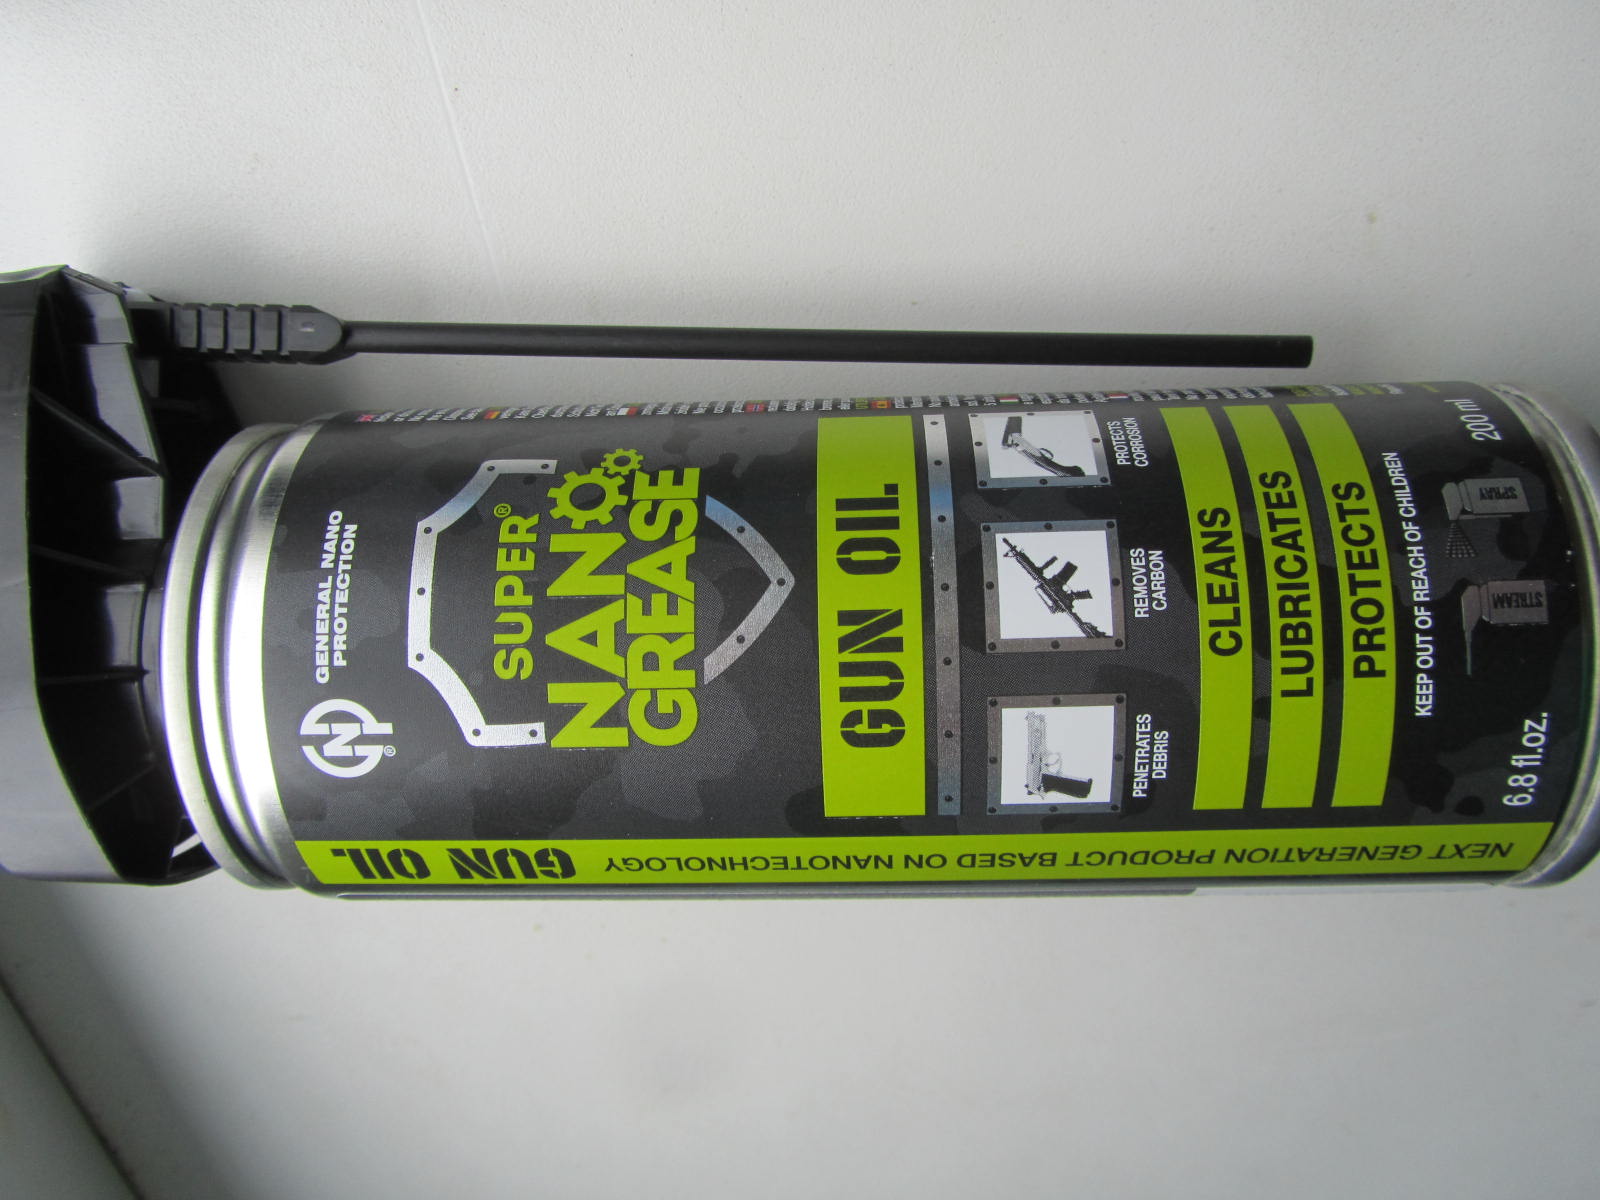 GENERAL NANO
PROTECTION
GNP®
SUPER®
NANO
GREASE
GUN OIL
PENETRATES
DEBRIS
REMOVES
CARBON
PROTECTS
CORROSION
CLEANS
LUBRICATES
PROTECTS
KEEP OUT OF REACH OF CHILDREN
STREAM
SPRAY
6.8 fl.oz.
200 ml
GUN OIL
NEXT GENERATION PRODUCT BASED ON NANOTECHNOLOGY